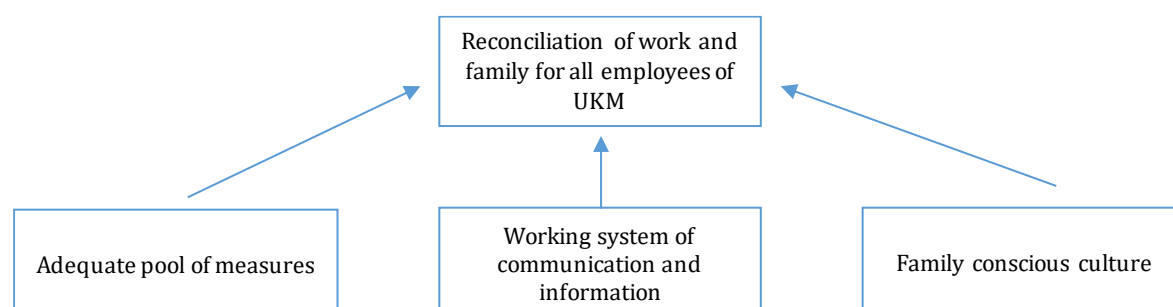 Reconciliation of work and
family for all employees of
UKM
Adequate pool of measures
Working system of
communication and
information
Family conscious culture